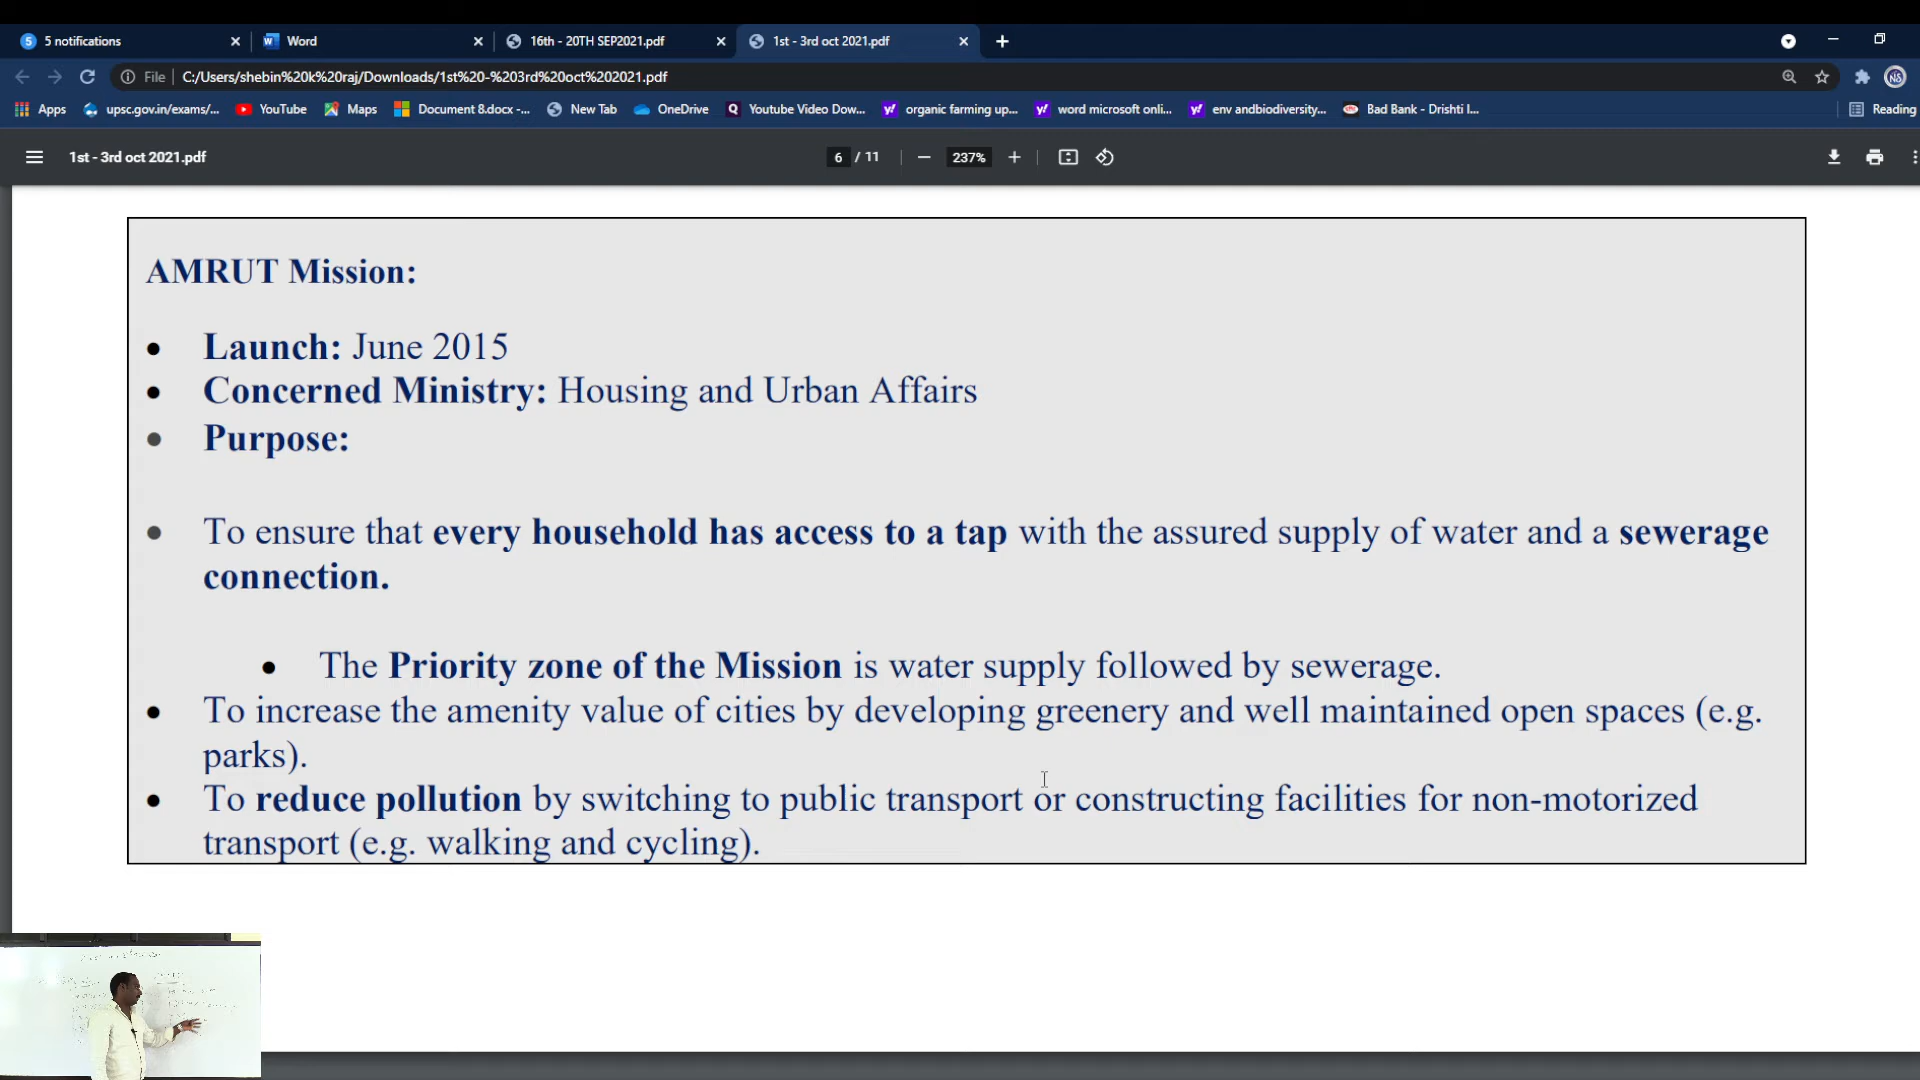 5 notifications
Word
16th - 20TH SEP2021.pdf
1st - 3rd oct 2021.pdf
File
C:/Users/shebin%20k%20raj/Downloads/1st%20-%203rd%20oct%202021.pdf
NS
Apps
upsc.gov.in/exams/...
YouTube
Maps
Document 8.docx -...
New Tab
OneDrive
Youtube Video Dow...
organic farming up...
word microsoft onli...
env andbiodiversity...
Bad Bank - Drishti I...
Reading
1st - 3rd oct 2021.pdf
6 / 11
237%
AMRUT Mission:
• Launch: June 2015
• Concerned Ministry: Housing and Urban Affairs
• Purpose:
• To ensure that every household has access to a tap with the assured supply of water and a sewerage
connection.
• The Priority zone of the Mission is water supply followed by sewerage.
• To increase the amenity value of cities by developing greenery and well maintained open spaces (e.g.
parks).
• To reduce pollution by switching to public transport or constructing facilities for non-motorized
transport (e.g. walking and cycling).